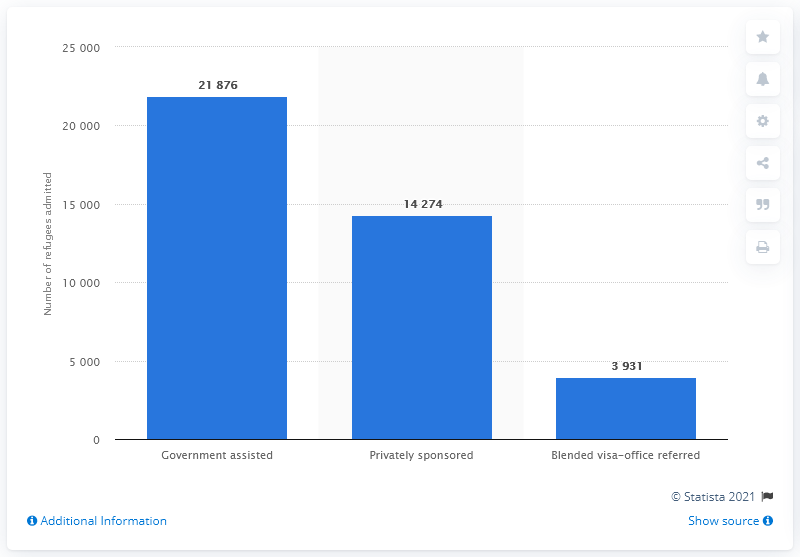 25 000
20 000
15 000
10 000
5 000
0
Number of refugees admitted
21 876
14 274
3 931
Government assisted
Privately sponsored
Blended visa-office referred
© Statista 2021
Additional Information
Show source